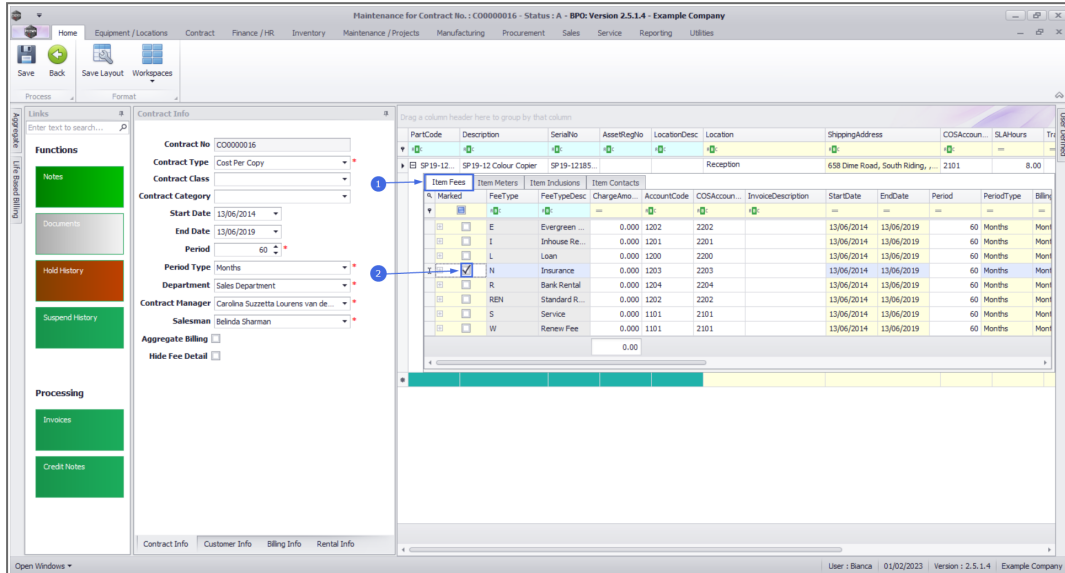 Maintenance for Contract No. : CO0000016 - Status : A - BPO: Version 2.5.1.4 - Example Company
Home Equipment / Locations Contract Finance / HR Inventory Maintenance / Projects Manufacturing Procurement Sales Service Reporting Utilities
Save Back Save Layout Workspaces
Process Format
Aggregate
Life Based Billing
Links
Enter text to search...
Functions
Notes
Documents
Hold History
Suspend History
Processing
Invoices
Credit Notes
Contract Info
Contract No CO0000016
Contract Type Cost Per Copy *
Contract Class
Contract Category
Start Date 13/06/2014
End Date 13/06/2019
Period 60 *
Period Type Months *
Department Sales Department *
Contract Manager Carolina Suzzetta Lourens van de... *
Salesman Belinda Sharman *
Aggregate Billing
Hide Fee Detail
Contract Info Customer Info Billing Info Rental Info
Drag a column header here to group by that column
PartCode Description SerialNo AssetRegNo LocationDesc Location ShippingAddress COSAccoun... SLAHours Tr
SP19-12... SP19-12 Colour Copier SP19-12185... Reception 658 Dime Road, South Riding, ,... 2101 8.00
1
Item Fees Item Meters Item Inclusions Item Contacts
Marked FeeType FeeTypeDesc ChargeAmo... AccountCode COSAccoun... InvoiceDescription StartDate EndDate Period PeriodType Billing
E Evergreen ... 0.000 1202 2202 13/06/2014 13/06/2019 60 Months Mont
I Inhouse Re... 0.000 1201 2201 13/06/2014 13/06/2019 60 Months Mont
L Loan 0.000 1200 2200 13/06/2014 13/06/2019 60 Months Mont
2
N Insurance 0.000 1203 2203 13/06/2014 13/06/2019 60 Months Mont
R Bank Rental 0.000 1204 2204 13/06/2014 13/06/2019 60 Months Mont
REN Standard R... 0.000 1202 2202 13/06/2014 13/06/2019 60 Months Mont
S Service 0.000 1101 2101 13/06/2014 13/06/2019 60 Months Mont
W Renew Fee 0.000 1101 2101 13/06/2014 13/06/2019 60 Months Mont
0.00
User Defined
Open Windows User : Bianca 01/02/2023 Version : 2.5.1.4 Example Company